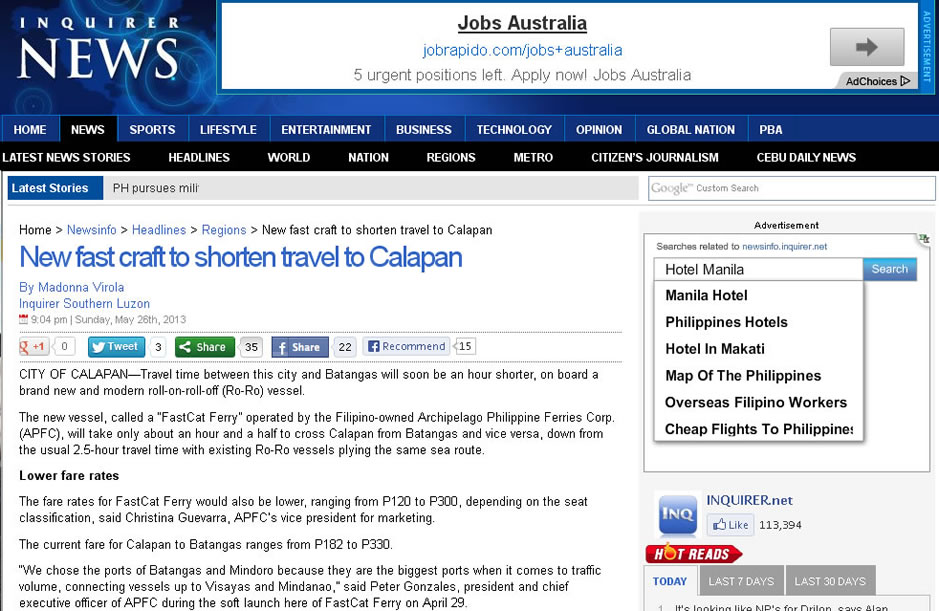 INQUIRER
NEWS
Jobs Australia
jobrapido.com/jobs+australia
5 urgent positions left. Apply now! Jobs Australia
AdChoices
ADVERTISEMENT
HOME NEWS SPORTS LIFESTYLE ENTERTAINMENT BUSINESS TECHNOLOGY OPINION GLOBAL NATION PBA
LATEST NEWS STORIES HEADLINES WORLD NATION REGIONS METRO CITIZEN'S JOURNALISM CEBU DAILY NEWS
Latest Stories PH pursues mili
Google™ Custom Search
Home > Newsinfo > Headlines > Regions > New fast craft to shorten travel to Calapan
New fast craft to shorten travel to Calapan
By Madonna Virola
Inquirer Southern Luzon
9:04 pm | Sunday, May 26th, 2013
g +1 0 Tweet 3 Share 35 f Share 22 f Recommend 15
CITY OF CALAPAN—Travel time between this city and Batangas will soon be an hour shorter, on board a
brand new and modern roll-on-roll-off (Ro-Ro) vessel.
The new vessel, called a "FastCat Ferry" operated by the Filipino-owned Archipelago Philippine Ferries Corp.
(APFC), will take only about an hour and a half to cross Calapan from Batangas and vice versa, down from
the usual 2.5-hour travel time with existing Ro-Ro vessels plying the same sea route.
Lower fare rates
The fare rates for FastCat Ferry would also be lower, ranging from P120 to P300, depending on the seat
classification, said Christina Guevarra, APFC's vice president for marketing.
The current fare for Calapan to Batangas ranges from P182 to P330.
"We chose the ports of Batangas and Mindoro because they are the biggest ports when it comes to traffic
volume, connecting vessels up to Visayas and Mindanao," said Peter Gonzales, president and chief
executive officer of APFC during the soft launch here of FastCat Ferry on April 29.
Advertisement
Searches related to newsinfo.inquirer.net
Hotel Manila Search
Manila Hotel
Philippines Hotels
Hotel In Makati
Map Of The Philippines
Overseas Filipino Workers
Cheap Flights To Philippines
INQ
INQUIRER.net
Like 113,394
HOT READS
TODAY LAST 7 DAYS LAST 30 DAYS
1. It's looking like NP's for Drilon, says Alan